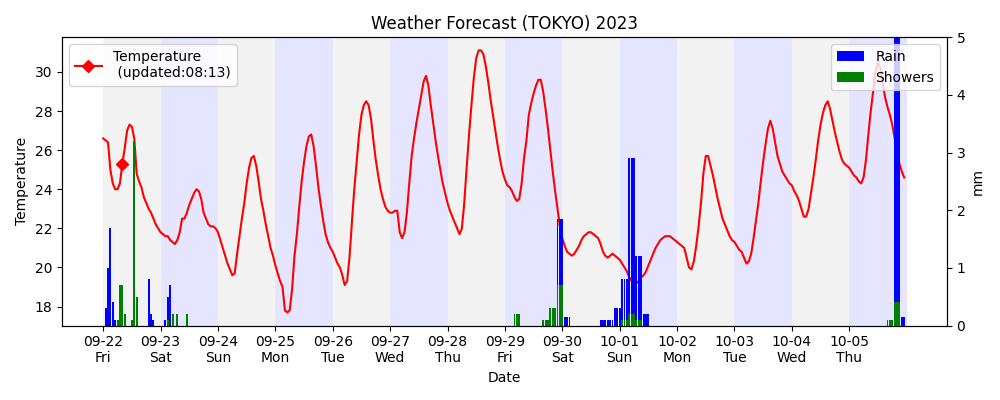 Weather Forecast (TOKYO) 2023
Temperature
(updated:08:13)
Rain
Showers
Temperature
30
28
26
24
22
20
18
5
4
3
2
1
0
mm
09-22 09-23 09-24 09-25 09-26 09-27 09-28 09-29 09-30 10-01 10-02 10-03 10-04 10-05
Fri Sat Sun Mon Tue Wed Thu Fri Sat Sun Mon Tue Wed Thu
Date